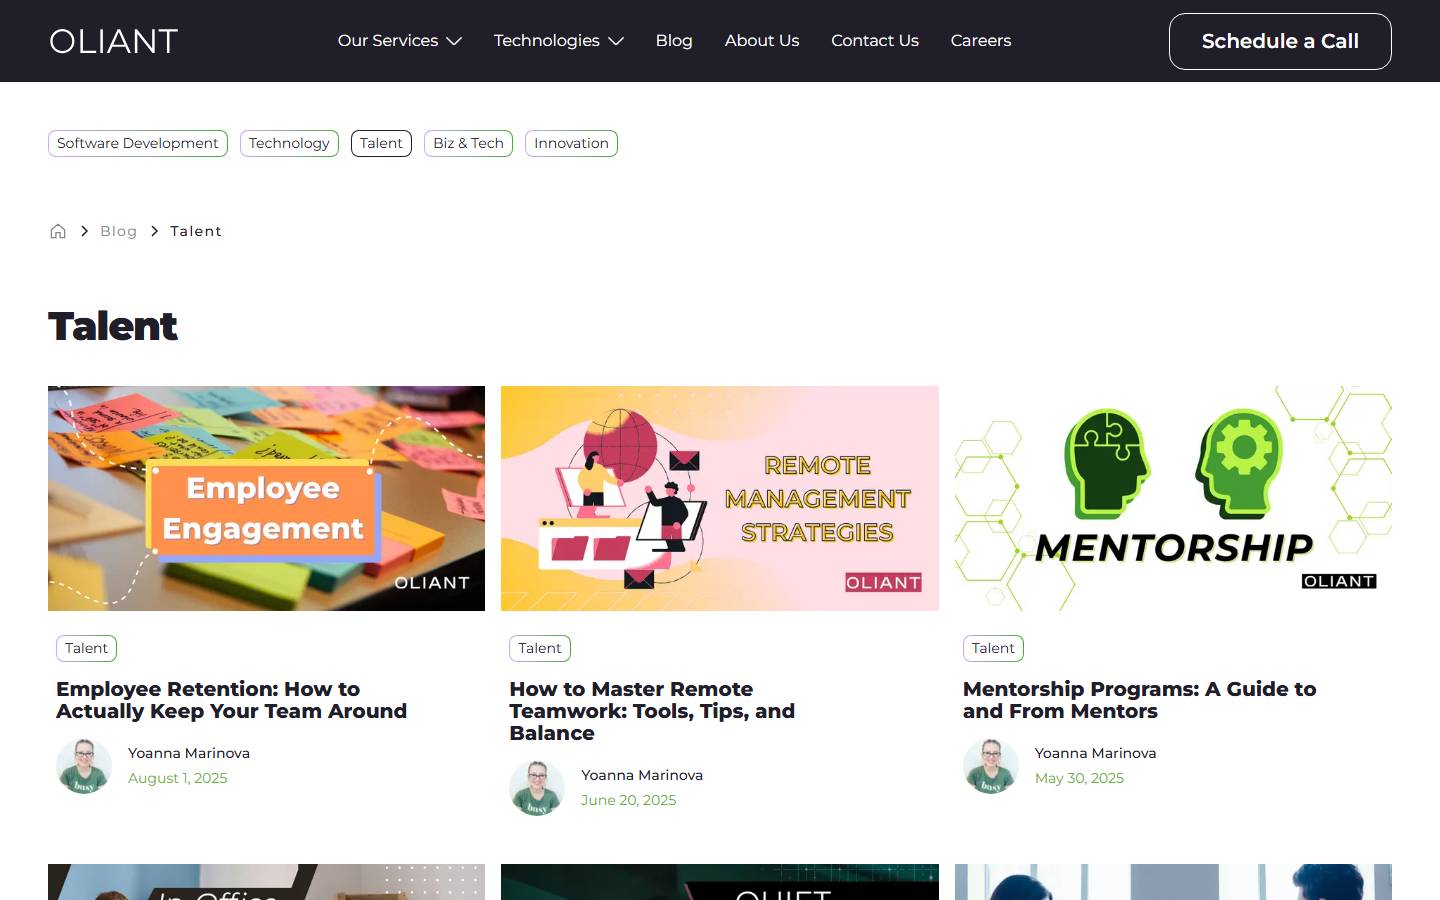 OLIANT
Our Services
Technologies
Blog
About Us
Contact Us
Careers
Schedule a Call
Software Development
Technology
Talent
Biz & Tech
Innovation
Blog
Talent
Talent
Employee
Engagement
OLIANT
REMOTE
MANAGEMENT
STRATEGIES
OLIANT
MENTORSHIP
OLIANT
Talent
Employee Retention: How to
Actually Keep Your Team Around
Yoanna Marinova
August 1, 2025
Talent
How to Master Remote
Teamwork: Tools, Tips, and
Balance
Yoanna Marinova
June 20, 2025
Talent
Mentorship Programs: A Guide to
and From Mentors
Yoanna Marinova
May 30, 2025
In-Office
QUIET